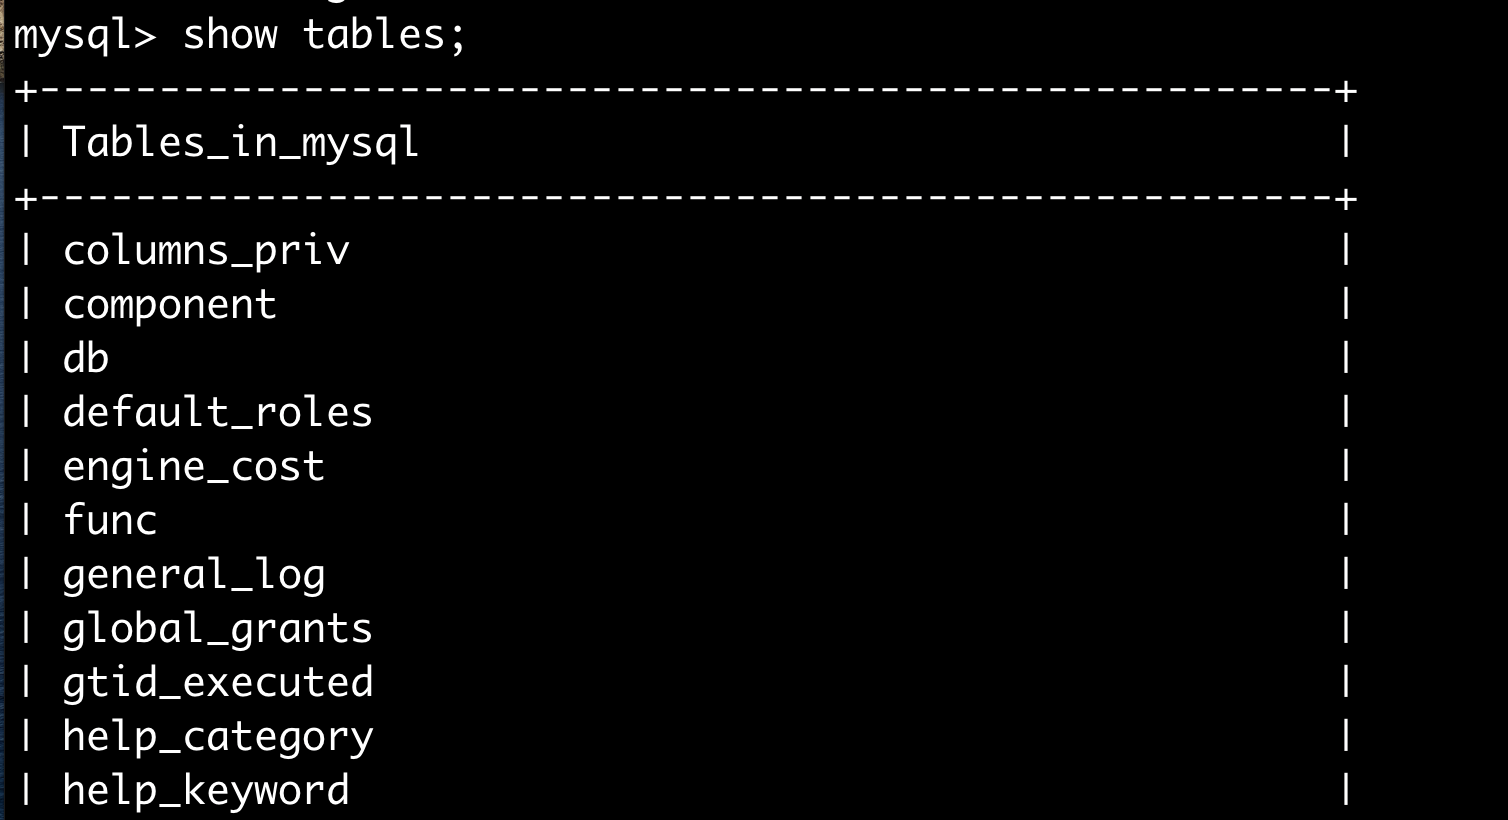 mysql> show tables;
+------------------------------------------------------+
| Tables_in_mysql                                      |
+------------------------------------------------------+
| columns_priv                                         |
| component                                            |
| db                                                   |
| default_roles                                        |
| engine_cost                                          |
| func                                                 |
| general_log                                          |
| global_grants                                        |
| gtid_executed                                        |
| help_category                                        |
| help_keyword                                         |